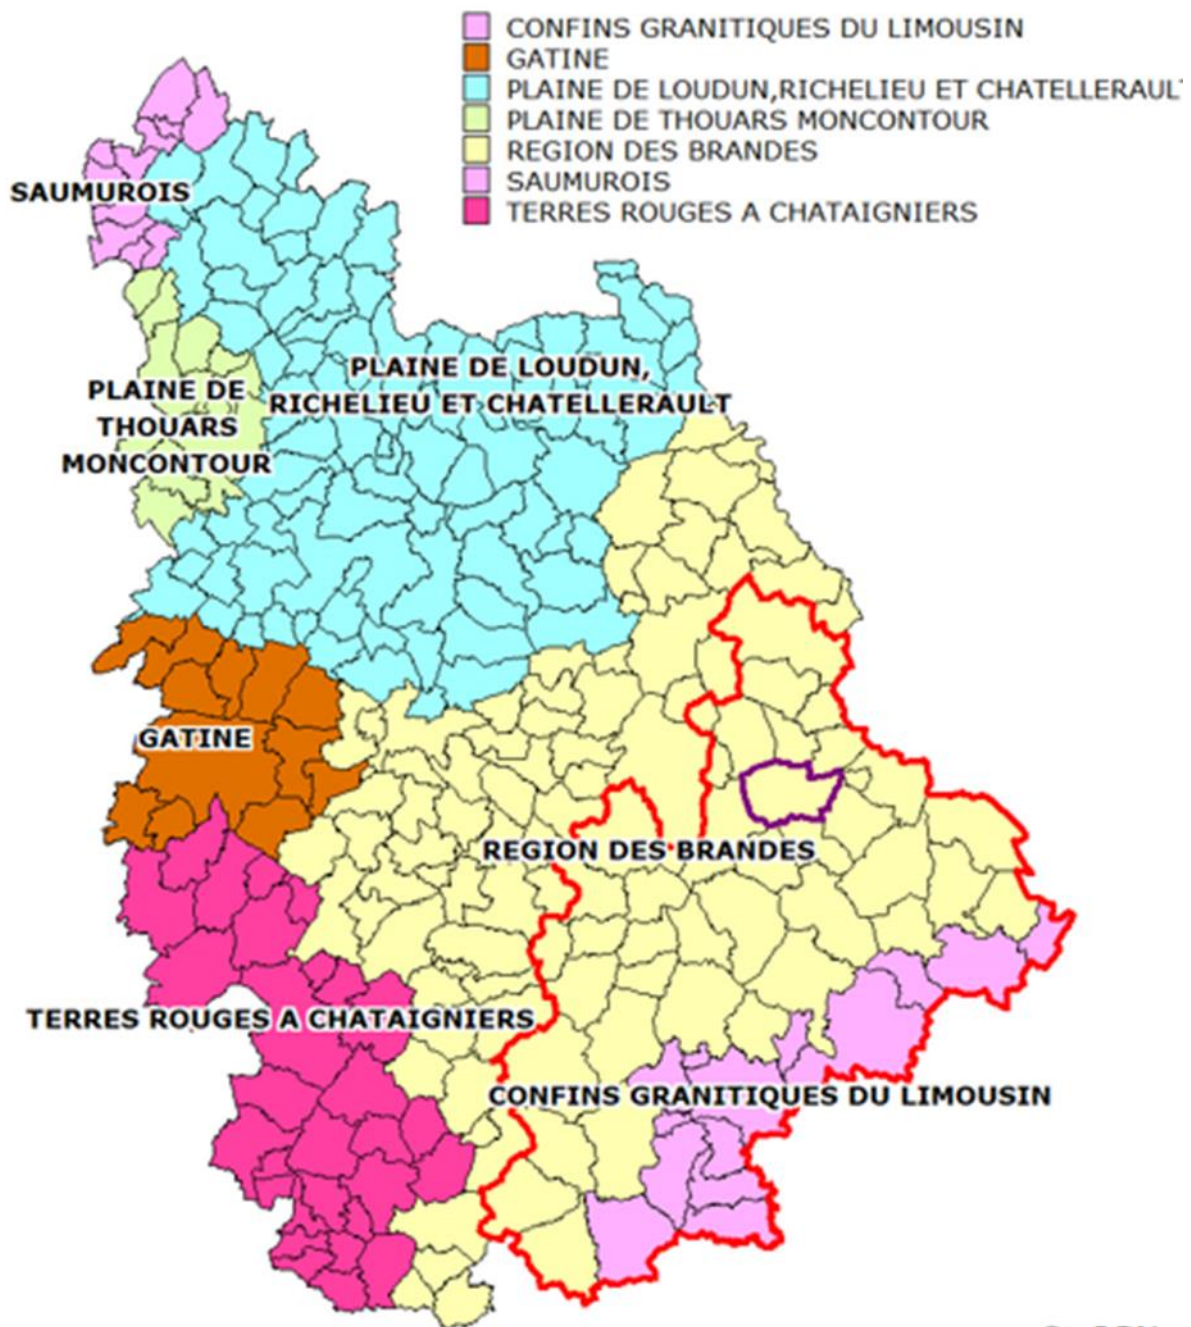 CONFINS GRANITIQUES DU LIMOUSIN
GATINE
PLAINE DE LOUDUN,RICHELIEU ET CHATELLERAULT
PLAINE DE THOUARS MONCONTOUR
REGION DES BRANDES
SAUMUROIS
TERRES ROUGES A CHATAIGNIERS
SAUMUROIS
PLAINE DE LOUDUN,
RICHELIEU ET CHATELLERAULT
PLAINE DE
THOUARS
MONCONTOUR
GATINE
REGION DES BRANDES
TERRES ROUGES A CHATAIGNIERS
CONFINS GRANITIQUES DU LIMOUSIN